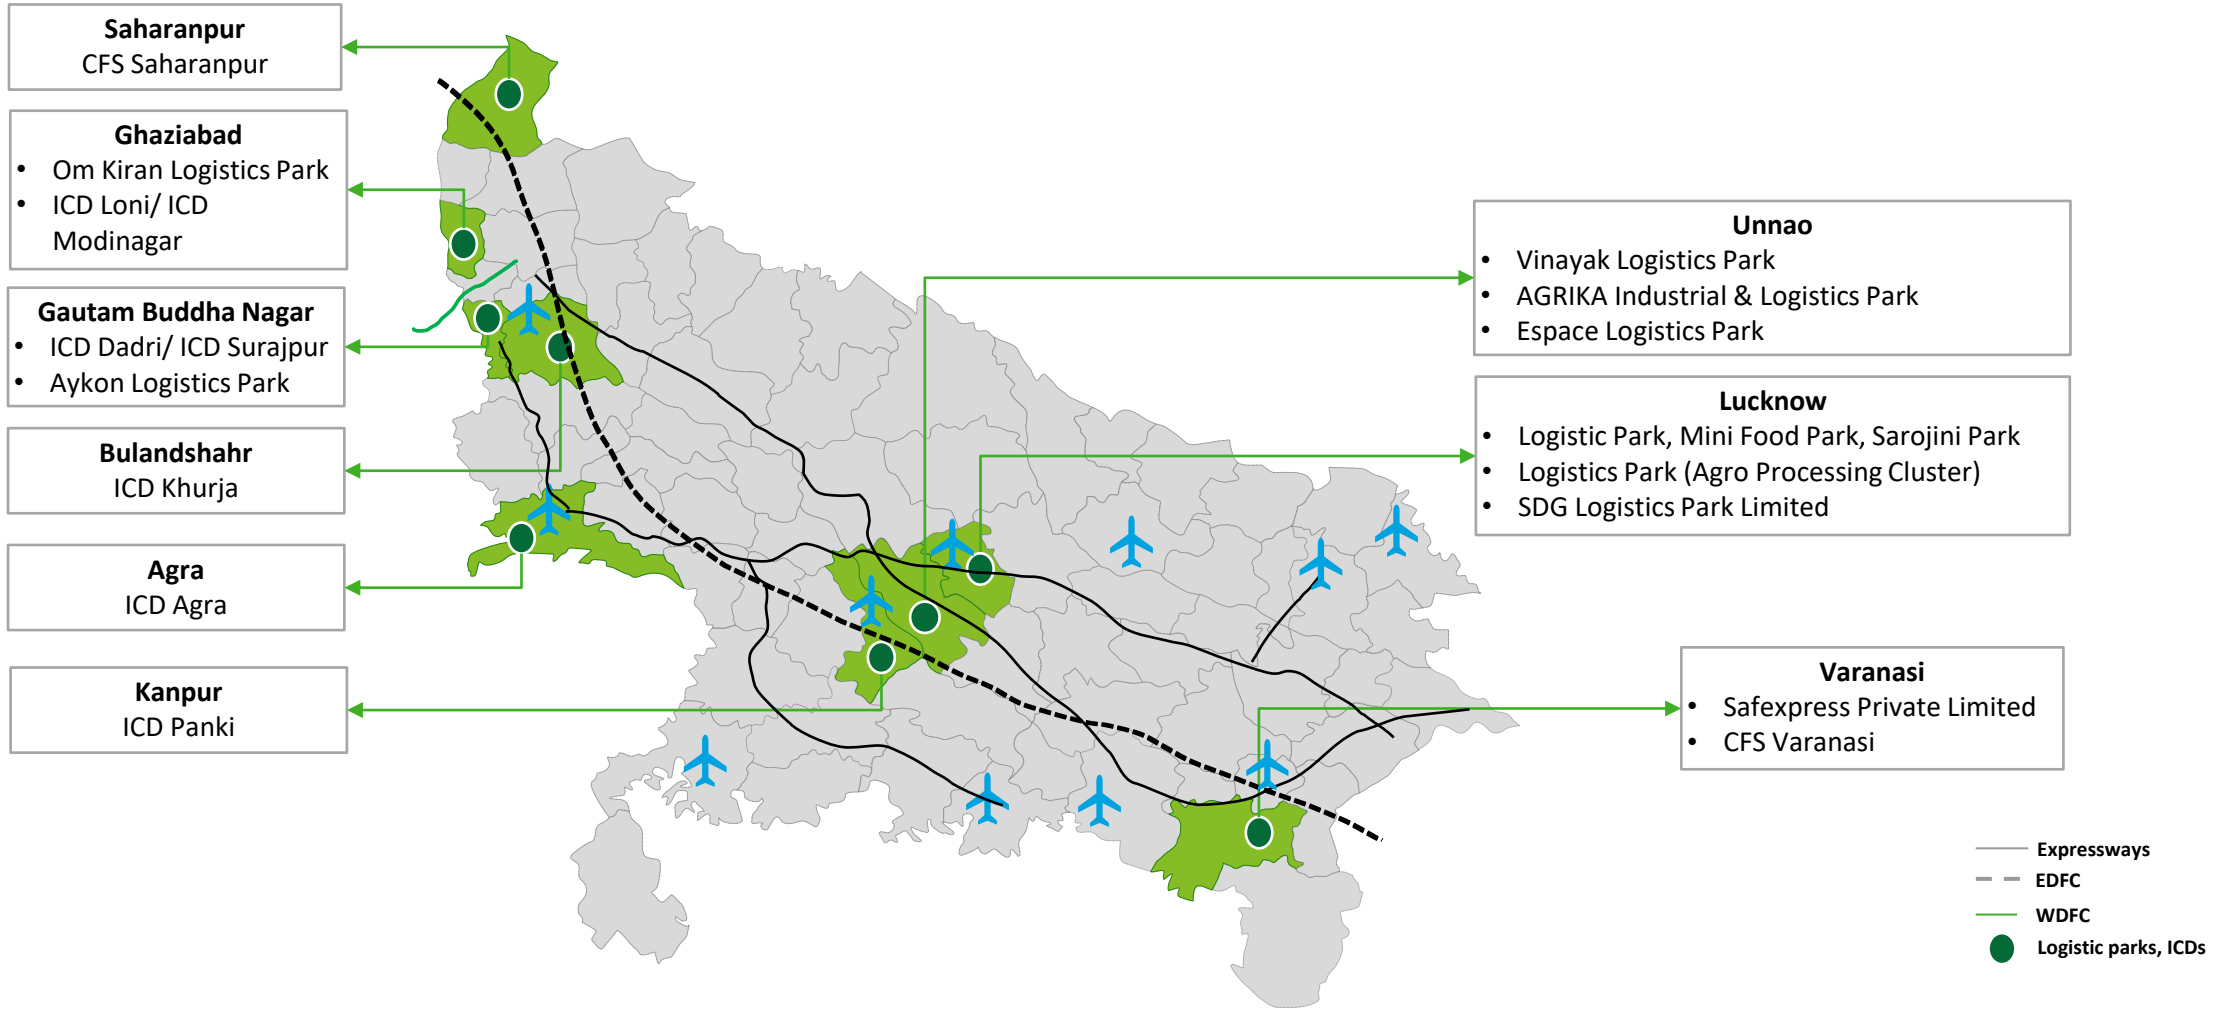 Saharanpur
CFS Saharanpur
Ghaziabad
• Om Kiran Logistics Park
• ICD Loni/ ICD
Modinagar
Gautam Buddha Nagar
• ICD Dadri/ ICD Surajpur
• Aykon Logistics Park
Bulandshahr
ICD Khurja
Agra
ICD Agra
Kanpur
ICD Panki
Unnao
• Vinayak Logistics Park
• AGRIKA Industrial & Logistics Park
• Espace Logistics Park
Lucknow
• Logistic Park, Mini Food Park, Sarojini Park
• Logistics Park (Agro Processing Cluster)
• SDG Logistics Park Limited
Varanasi
• Safexpress Private Limited
• CFS Varanasi
Expressways
EDFC
WDFC
Logistic parks, ICDs